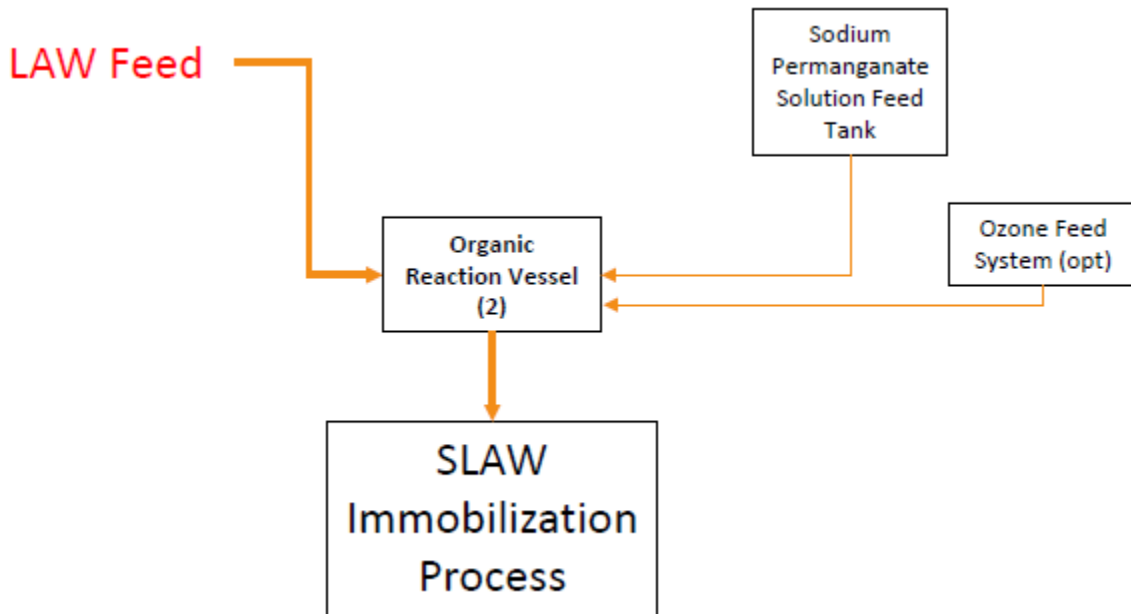 LAW Feed
Sodium
Permanganate
Solution Feed
Tank
Ozone Feed
System (opt)
Organic
Reaction Vessel
(2)
SLAW
Immobilization
Process